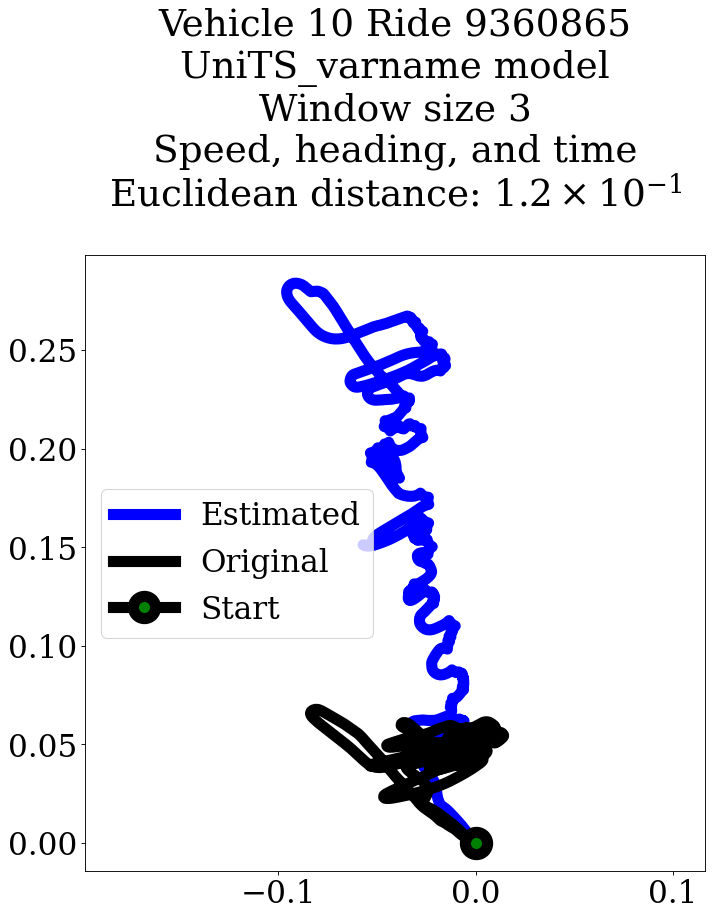 Vehicle 10 Ride 9360865
UniTS_varname model
Window size 3
Speed, heading, and time
Euclidean distance: 1.2 × 10⁻¹
0.25
0.20
0.15
0.10
0.05
0.00
Estimated
Original
Start
−0.1
0.0
0.1